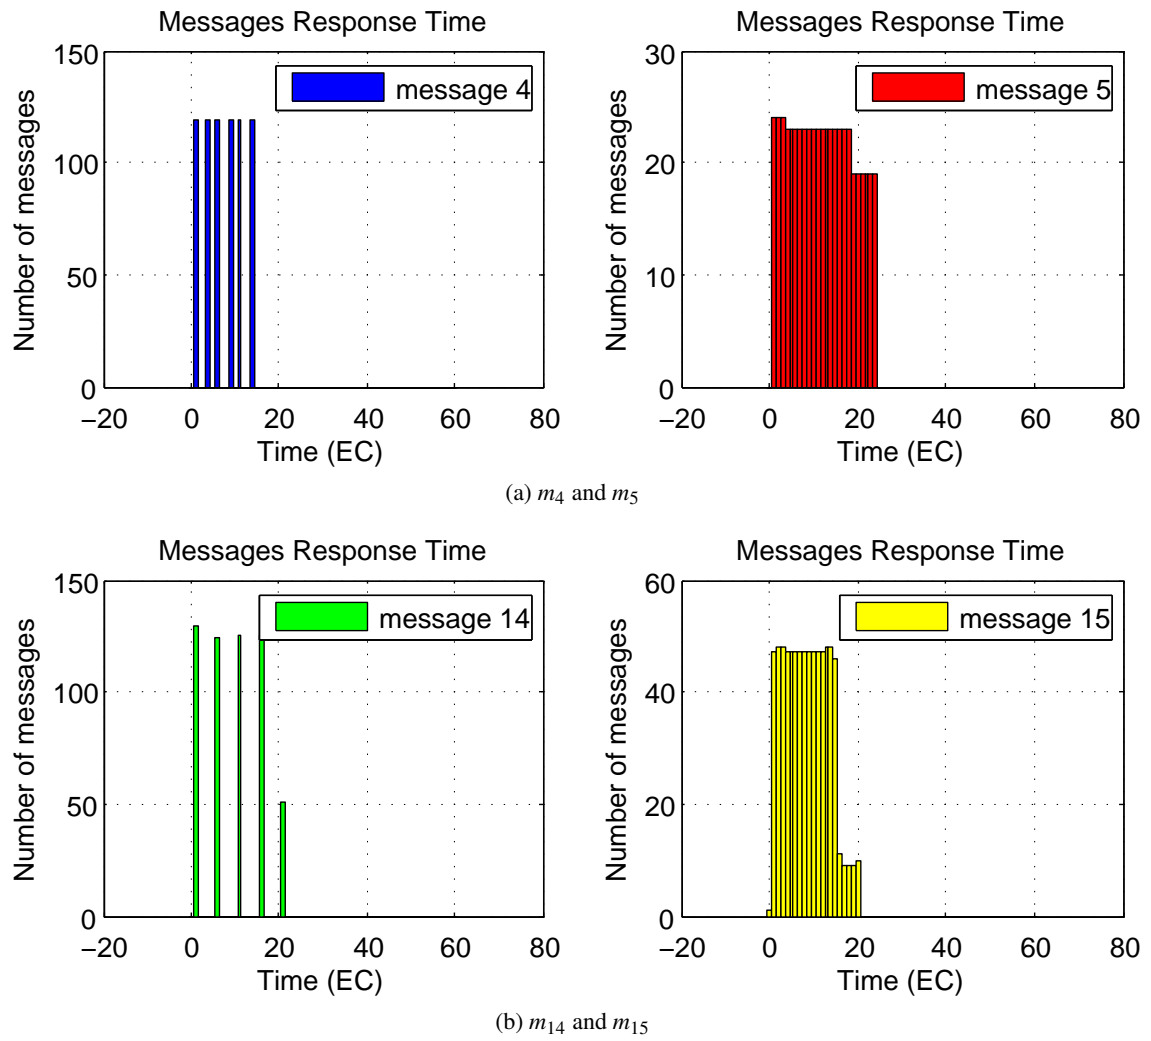 Messages Response Time
message 4
Number of messages
150
100
50
0
−20 0 20 40 60 80
Time (EC)
Messages Response Time
message 5
Number of messages
30
20
10
0
−20 0 20 40 60 80
Time (EC)
(a) m4 and m5
Messages Response Time
message 14
Number of messages
150
100
50
0
−20 0 20 40 60 80
Time (EC)
Messages Response Time
message 15
Number of messages
60
40
20
0
−20 0 20 40 60 80
Time (EC)
(b) m14 and m15